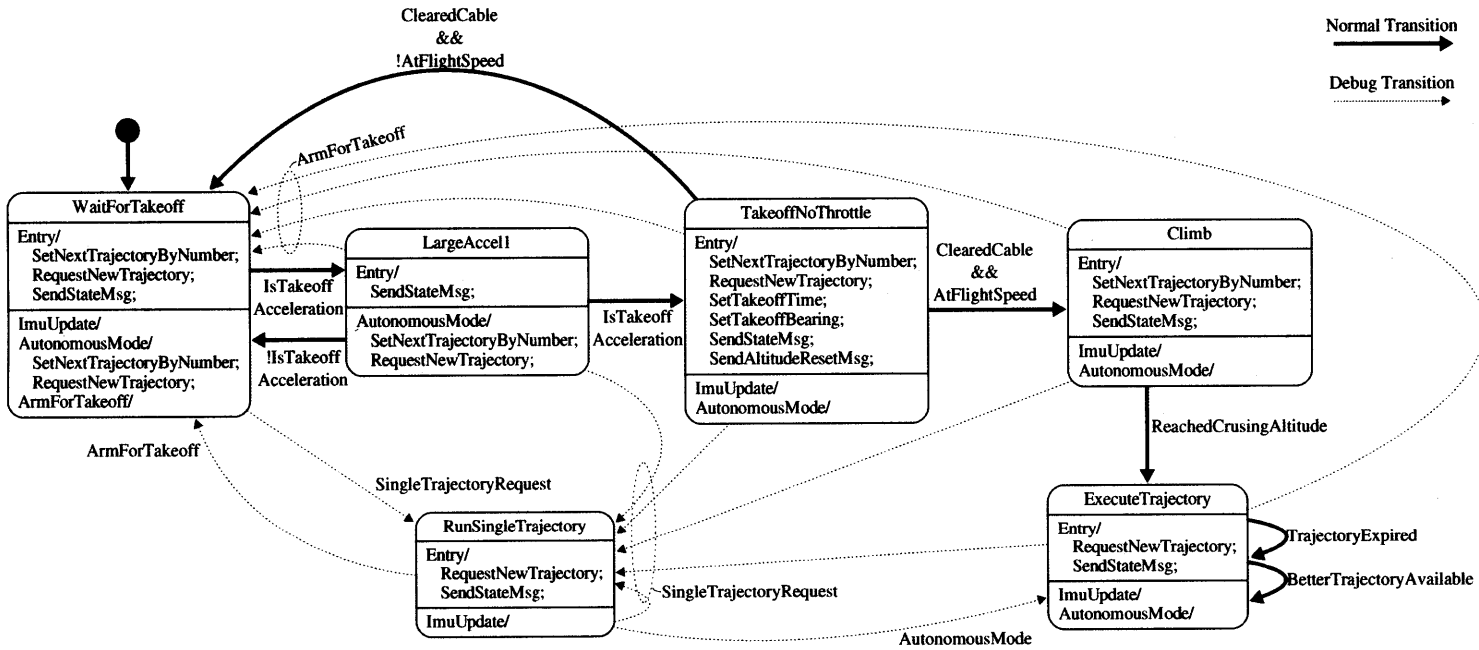 ClearedCable
&&
!AtFlightSpeed
Normal Transition
Debug Transition
ArmForTakeoff
WaitForTakeoff
Entry/
SetNextTrajectoryByNumber;
RequestNewTrajectory;
SendStateMsg;
ImuUpdate/
AutonomousMode/
SetNextTrajectoryByNumber;
RequestNewTrajectory;
ArmForTakeoff/
IsTakeoff
Acceleration
!IsTakeoff
Acceleration
LargeAccel1
Entry/
SendStateMsg;
AutonomousMode/
SetNextTrajectoryByNumber;
RequestNewTrajectory;
IsTakeoff
Acceleration
TakeoffNoThrottle
Entry/
SetNextTrajectoryByNumber;
RequestNewTrajectory;
SetTakeoffTime;
SetTakeoffBearing;
SendStateMsg;
SendAltitudeResetMsg;
ImuUpdate/
AutonomousMode/
ClearedCable
&&
AtFlightSpeed
Climb
Entry/
SetNextTrajectoryByNumber;
RequestNewTrajectory;
SendStateMsg;
ImuUpdate/
AutonomousMode/
ReachedCrusingAltitude
ArmForTakeoff
SingleTrajectoryRequest
RunSingleTrajectory
Entry/
RequestNewTrajectory;
SendStateMsg;
ImuUpdate/
SingleTrajectoryRequest
AutonomousMode
ExecuteTrajectory
Entry/
RequestNewTrajectory;
SendStateMsg;
ImuUpdate/
AutonomousMode/
TrajectoryExpired
BetterTrajectoryAvailable